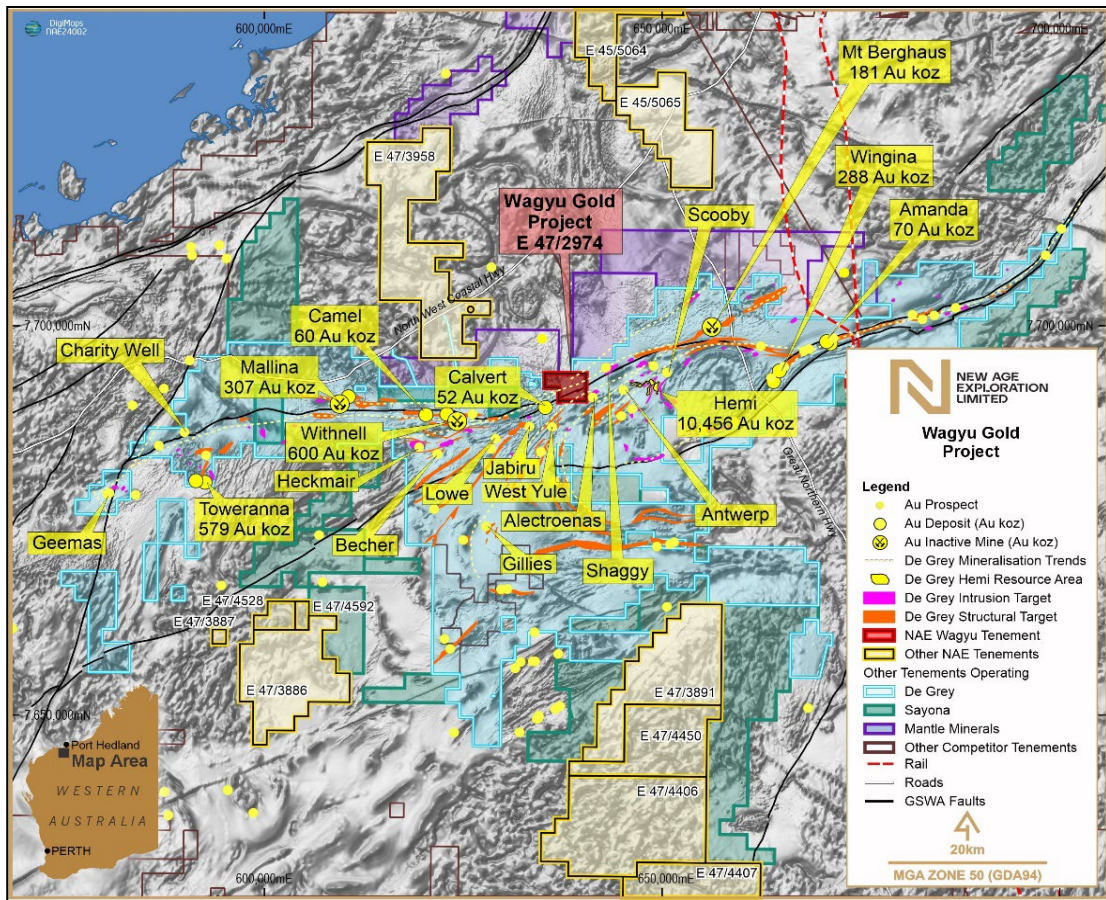 DigiMaps
NAE24002
600,000mE
650,000mE
700,000mE
E 45/5064
E 45/5065
E 47/3958
Mt Berghaus
181 Au koz
Wingina
288 Au koz
Amanda
70 Au koz
Scooby
Wagyu Gold
Project
E 47/2974
North West Coastal Hwy
7,700,000mN
7,700,000mN
Camel
60 Au koz
Charity Well
Mallina
307 Au koz
Calvert
52 Au koz
Hemi
10,456 Au koz
Withnell
600 Au koz
Heckmair
Jabiru
Lowe
West Yule
Great Northern Hwy
Toweranna
579 Au koz
Alectroenas
Antwerp
Geemas
Becher
Gillies
Shaggy
E 47/4528
E 47/4592
E 47/3887
E 47/3886
E 47/3891
7,650,000mN
E 47/4450
E 47/4406
E 47/4407
600,000mE
650,000mE
Port Hedland
Map Area
WESTERN
AUSTRALIA
PERTH
N
NEW AGE
EXPLORATION
LIMITED
Wagyu Gold
Project
Legend
Au Prospect
Au Deposit (Au koz)
Au Inactive Mine (Au koz)
De Grey Mineralisation Trends
De Grey Hemi Resource Area
De Grey Intrusion Target
De Grey Structural Target
NAE Wagyu Tenement
Other NAE Tenements
Other Tenements Operating
De Grey
Sayona
Mantle Minerals
Other Competitor Tenements
Rail
Roads
GSWA Faults
20km
MGA ZONE 50 (GDA94)